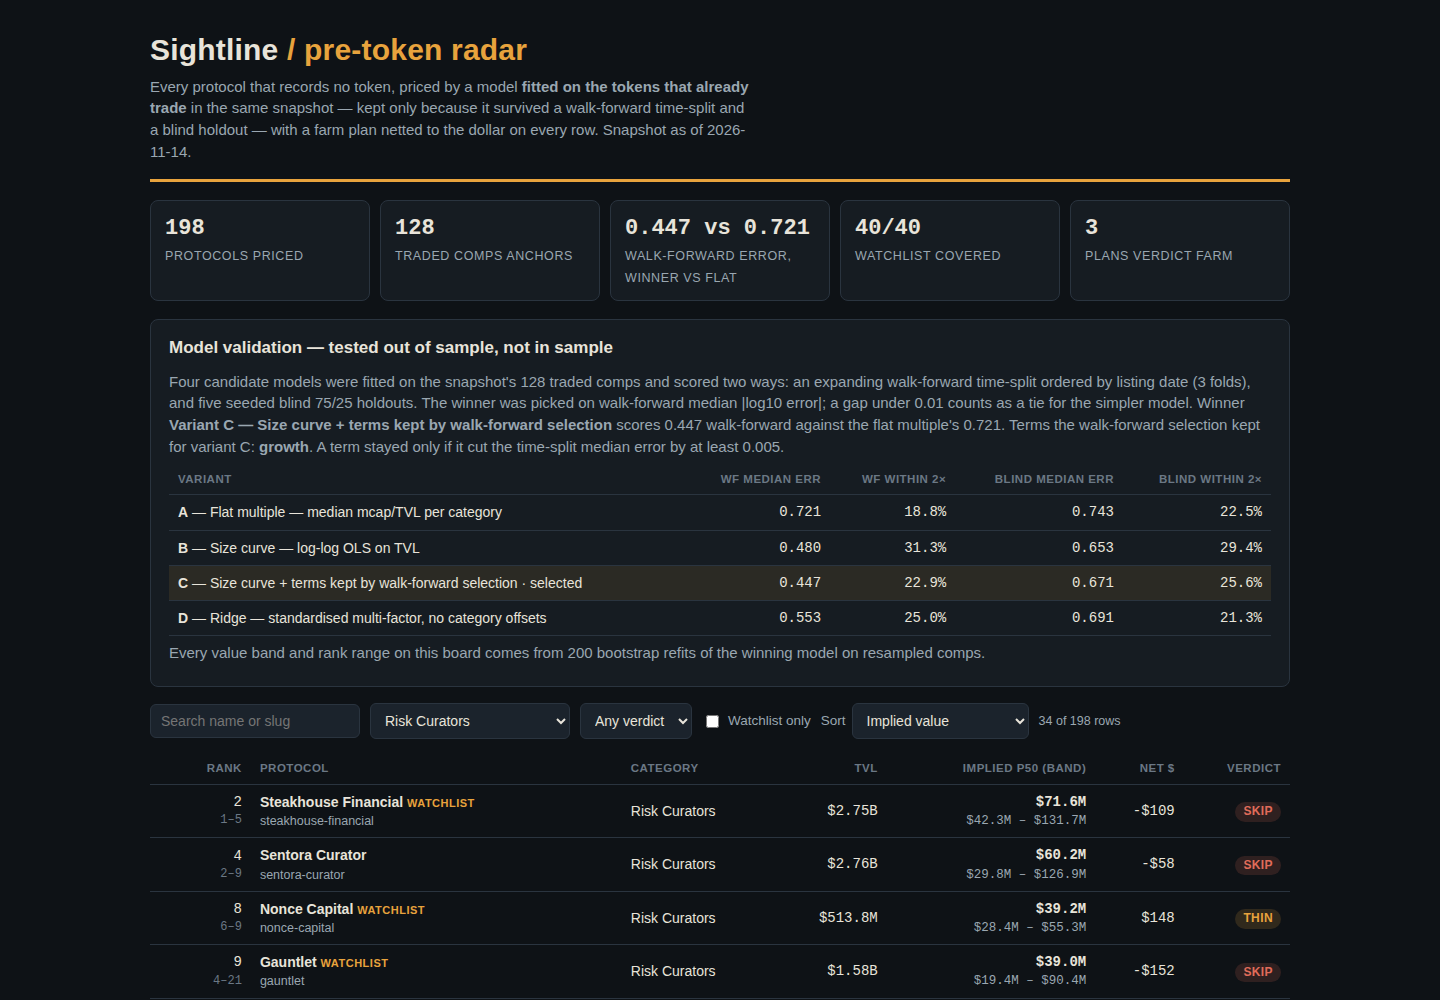 Sightline / pre-token radar
Every protocol that records no token, priced by a model fitted on the tokens that already
trade in the same snapshot — kept only because it survived a walk-forward time-split and
a blind holdout — with a farm plan netted to the dollar on every row. Snapshot as of 2026-
11-14.
198
PROTOCOLS PRICED
128
TRADED COMPS ANCHORS
0.447 vs 0.721
WALK-FORWARD ERROR,
WINNER VS FLAT
40/40
WATCHLIST COVERED
3
PLANS VERDICT FARM
Model validation — tested out of sample, not in sample
Four candidate models were fitted on the snapshot's 128 traded comps and scored two ways: an expanding walk-forward time-split ordered by listing date (3 folds),
and five seeded blind 75/25 holdouts. The winner was picked on walk-forward median |log10 error|; a gap under 0.01 counts as a tie for the simpler model. Winner
Variant C — Size curve + terms kept by walk-forward selection scores 0.447 walk-forward against the flat multiple's 0.721. Terms the walk-forward selection kept
for variant C: growth. A term stayed only if it cut the time-split median error by at least 0.005.
VARIANT WF MEDIAN ERR WF WITHIN 2× BLIND MEDIAN ERR BLIND WITHIN 2×
A — Flat multiple — median mcap/TVL per category 0.721 18.8% 0.743 22.5%
B — Size curve — log-log OLS on TVL 0.480 31.3% 0.653 29.4%
C — Size curve + terms kept by walk-forward selection · selected 0.447 22.9% 0.671 25.6%
D — Ridge — standardised multi-factor, no category offsets 0.553 25.0% 0.691 21.3%
Every value band and rank range on this board comes from 200 bootstrap refits of the winning model on resampled comps.
Search name or slug Risk Curators Any verdict Watchlist only Sort Implied value 34 of 198 rows
RANK PROTOCOL CATEGORY TVL IMPLIED P50 (BAND) NET $ VERDICT
2 Steakhouse Financial WATCHLIST Risk Curators $2.75B $71.6M -$109 SKIP
1–5 steakhouse-financial $42.3M – $131.7M
4 Sentora Curator Risk Curators $2.76B $60.2M -$58 SKIP
2–9 sentora-curator $29.8M – $126.9M
8 Nonce Capital WATCHLIST Risk Curators $513.8M $39.2M $148 THIN
6–9 nonce-capital $28.4M – $55.3M
9 Gauntlet WATCHLIST Risk Curators $1.58B $39.0M -$152 SKIP
4–21 gauntlet $19.4M – $90.4M